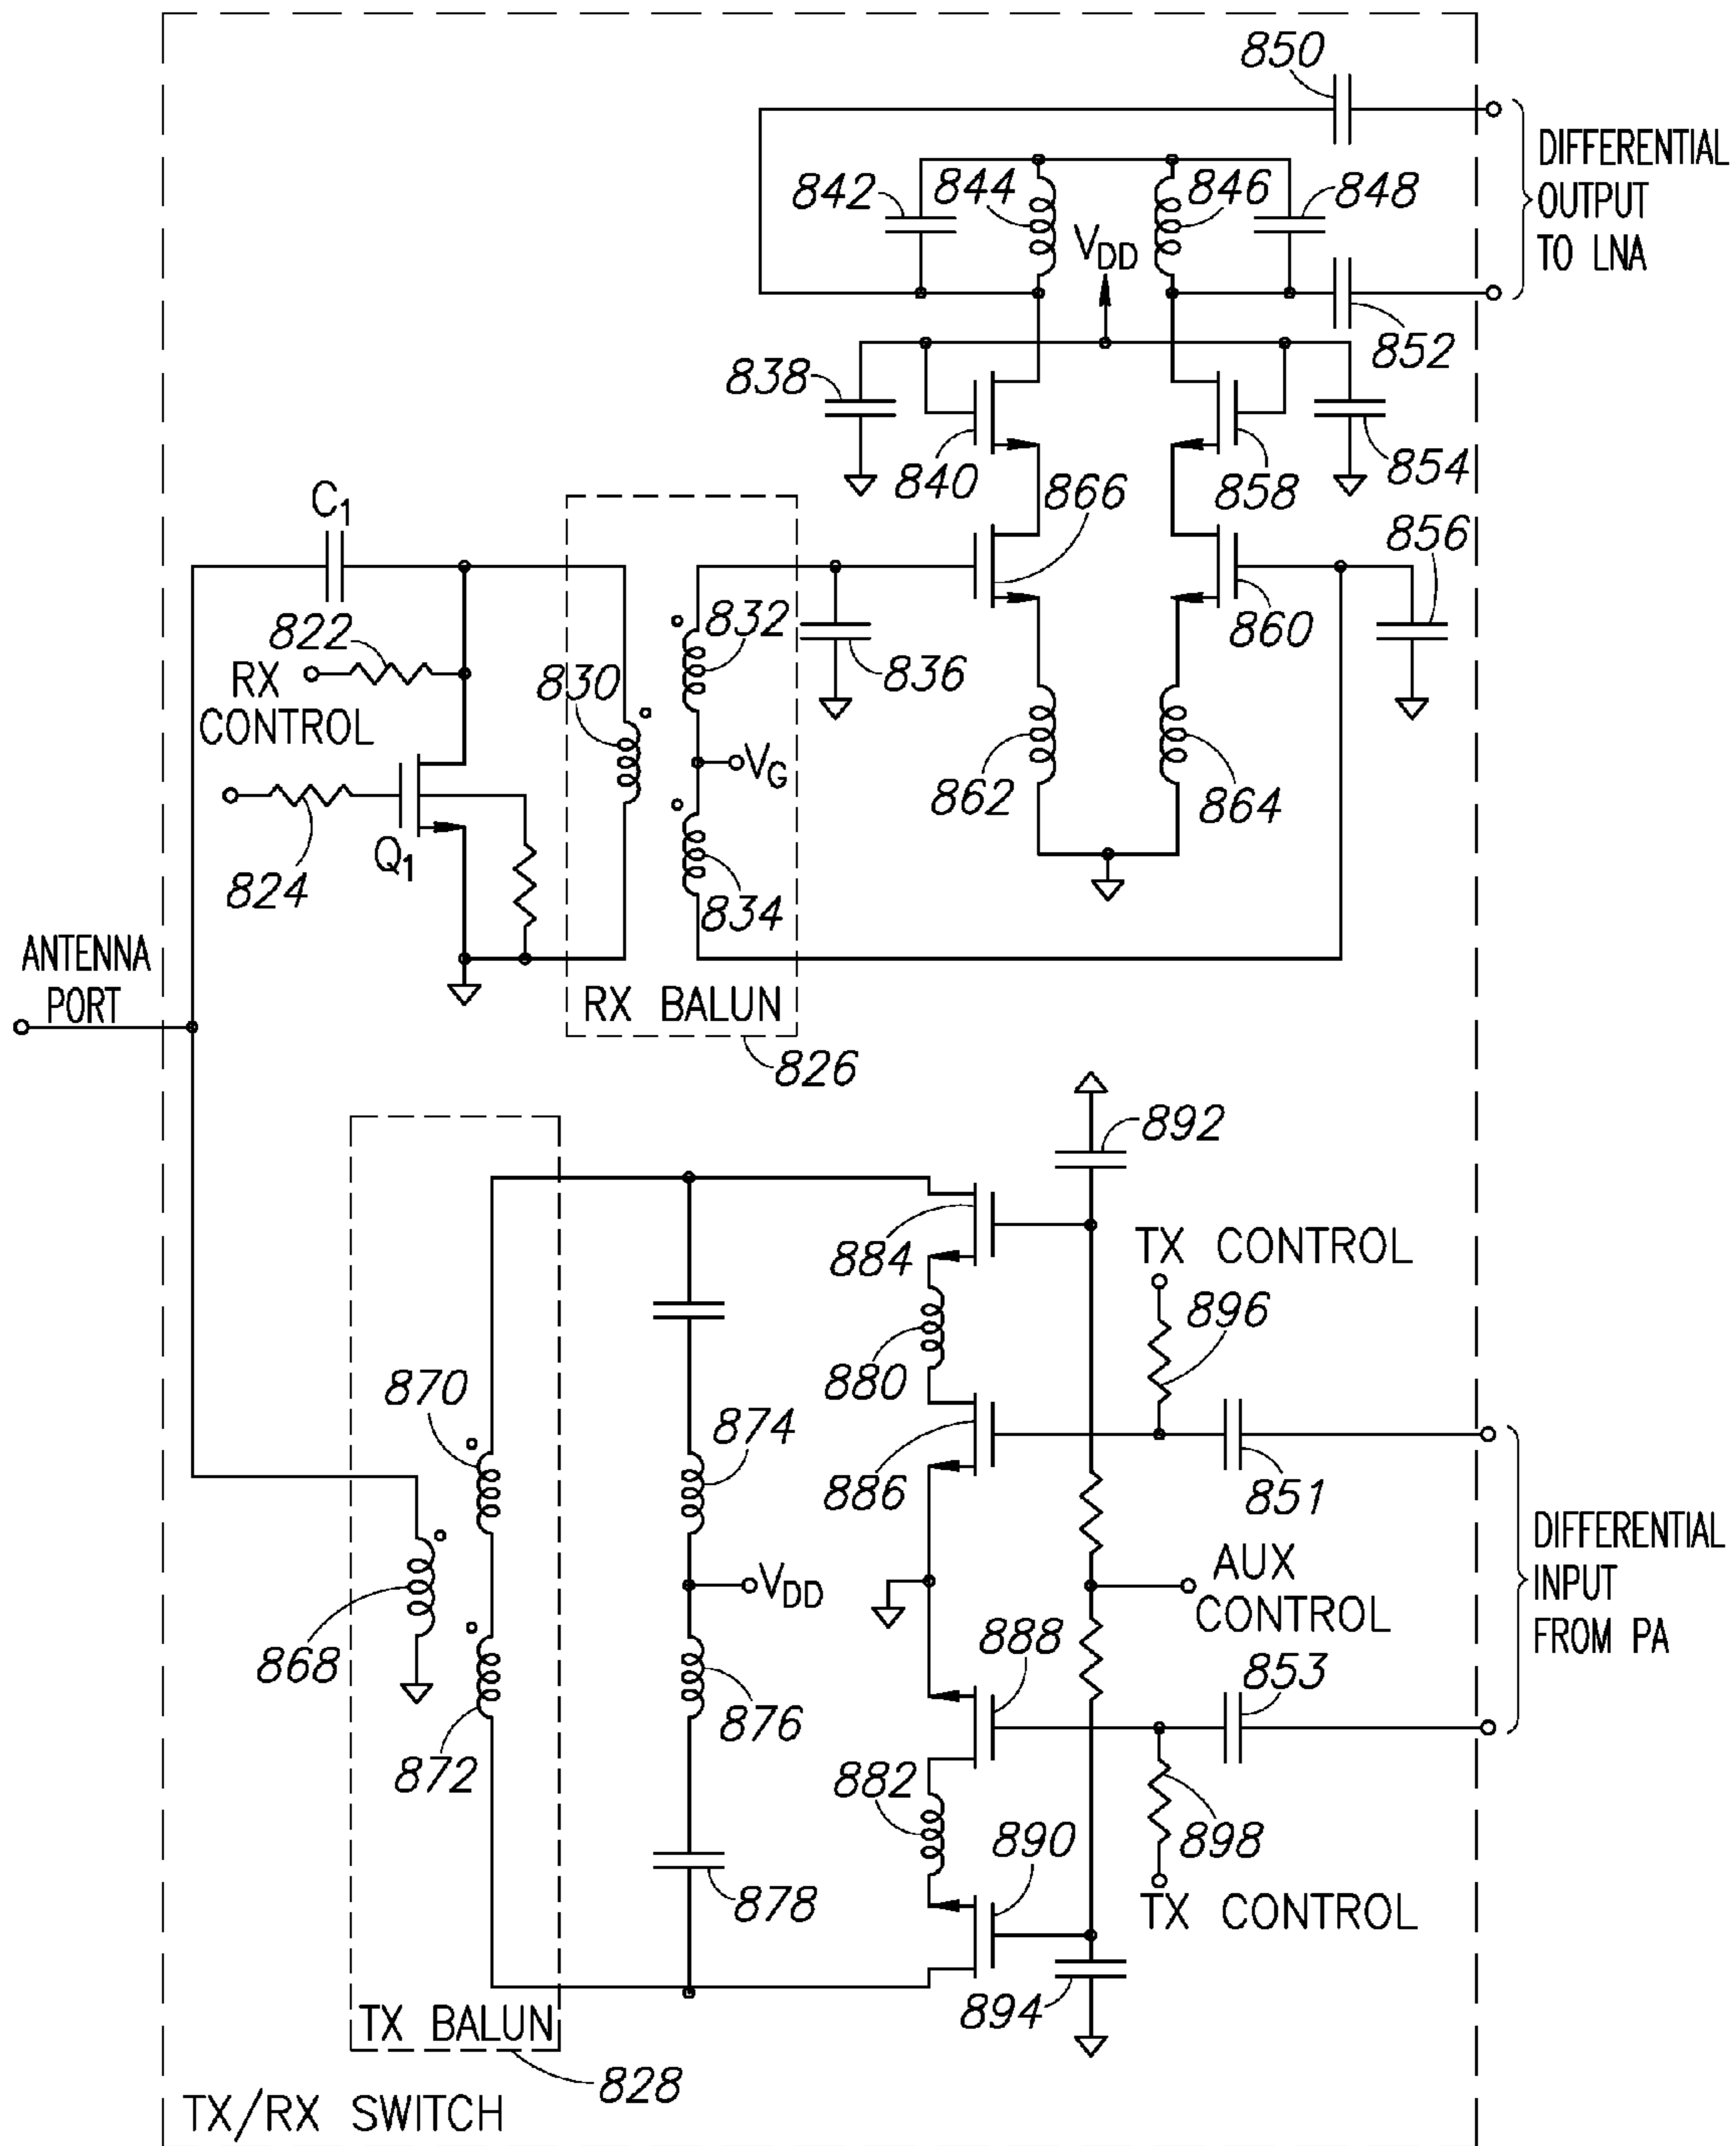 850
DIFFERENTIAL
OUTPUT
TO LNA
842
844
846
848
VDD
852
838
840
866
858
854
856
C1
822
RX
CONTROL
830
832
836
860
VG
862
864
824
Q1
834
ANTENNA
PORT
RX BALUN
826
892
884
TX CONTROL
896
880
870
874
886
851
DIFFERENTIAL
INPUT
FROM PA
AUX
CONTROL
VDD
868
888
853
872
876
882
890
898
878
TX CONTROL
894
TX BALUN
828
TX/RX SWITCH